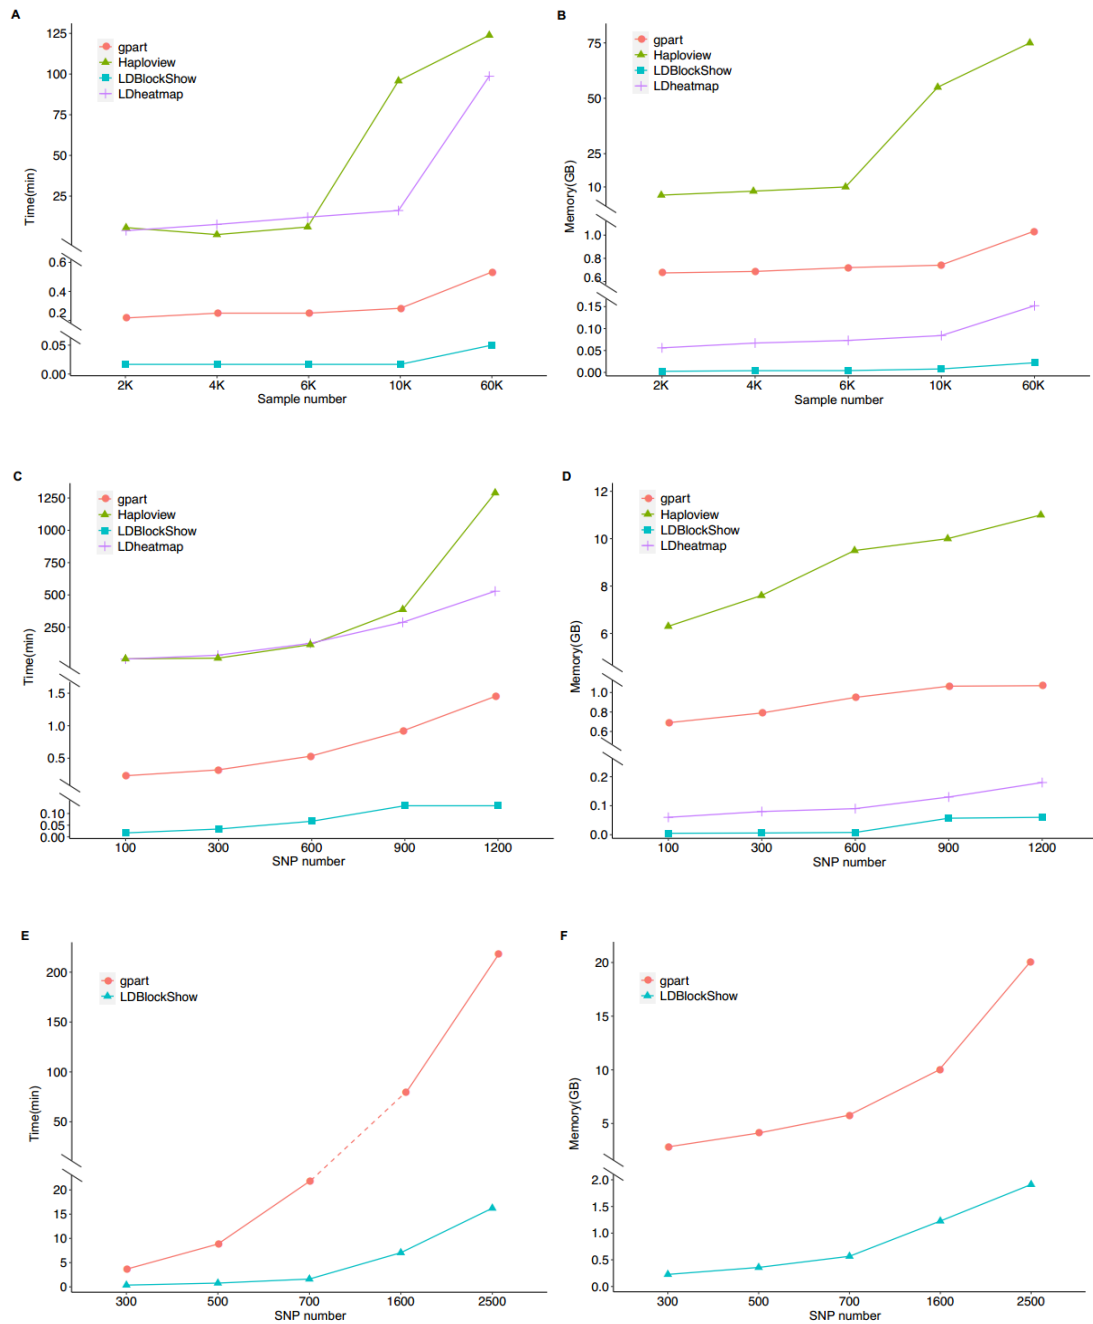 A
Time(min)
125
100
75
50
25
0.6
0.4
0.2
0.05
0.00
gpart
Haploview
LDBlockShow
LDheatmap
2K 4K 6K 10K 60K
Sample number
B
Memory(GB)
75
50
25
10
1.0
0.8
0.6
0.15
0.10
0.05
0.00
gpart
Haploview
LDBlockShow
LDheatmap
2K 4K 6K 10K 60K
Sample number
C
Time(min)
1250
1000
750
500
250
1.5
1.0
0.5
0.10
0.05
0.00
gpart
Haploview
LDBlockShow
LDheatmap
100 300 600 900 1200
SNP number
D
Memory(GB)
12
10
8
6
1.0
0.8
0.6
0.2
0.1
0.0
gpart
Haploview
LDBlockShow
LDheatmap
100 300 600 900 1200
SNP number
E
Time(min)
200
150
100
50
20
15
10
5
0
gpart
LDBlockShow
300 500 700 1600 2500
SNP number
F
Memory(GB)
20
15
10
5
2.0
1.5
1.0
0.5
0.0
gpart
LDBlockShow
300 500 700 1600 2500
SNP number